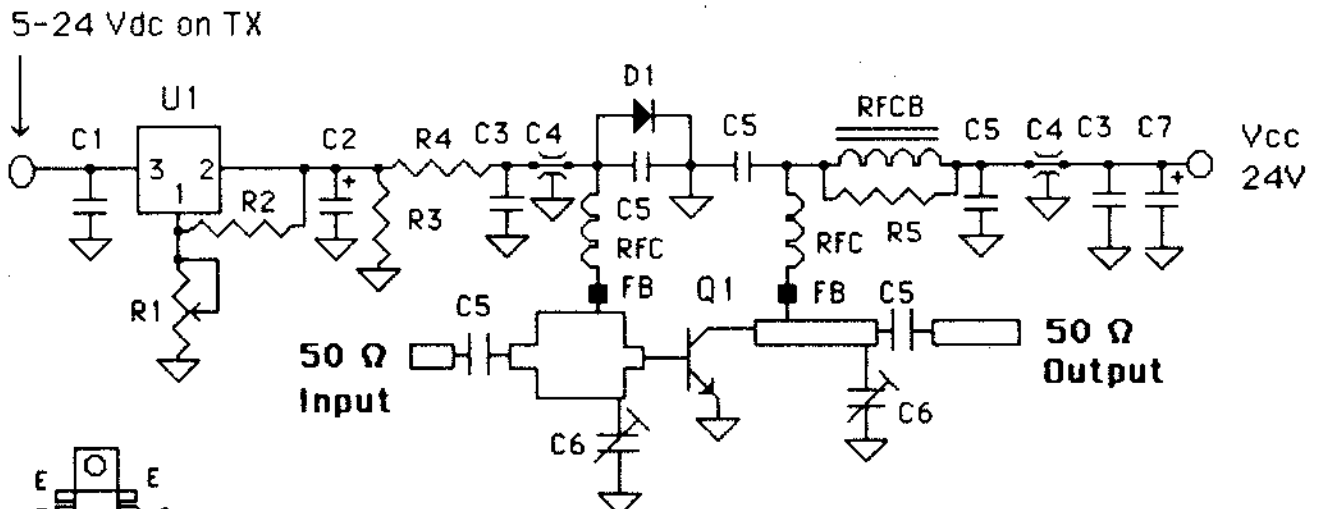 5-24 Vdc on TX
U1
D1
RFCB
C1
C2
R4
C3
C4
C5
C5
C4
C3
C7
Vcc
24V
3
2
1
+
+
R2
R3
C5
R5
RFC
RFC
R1
FB
Q1
FB
C5
C5
50 Ω
Input
50 Ω
Output
C6
C6
E
E